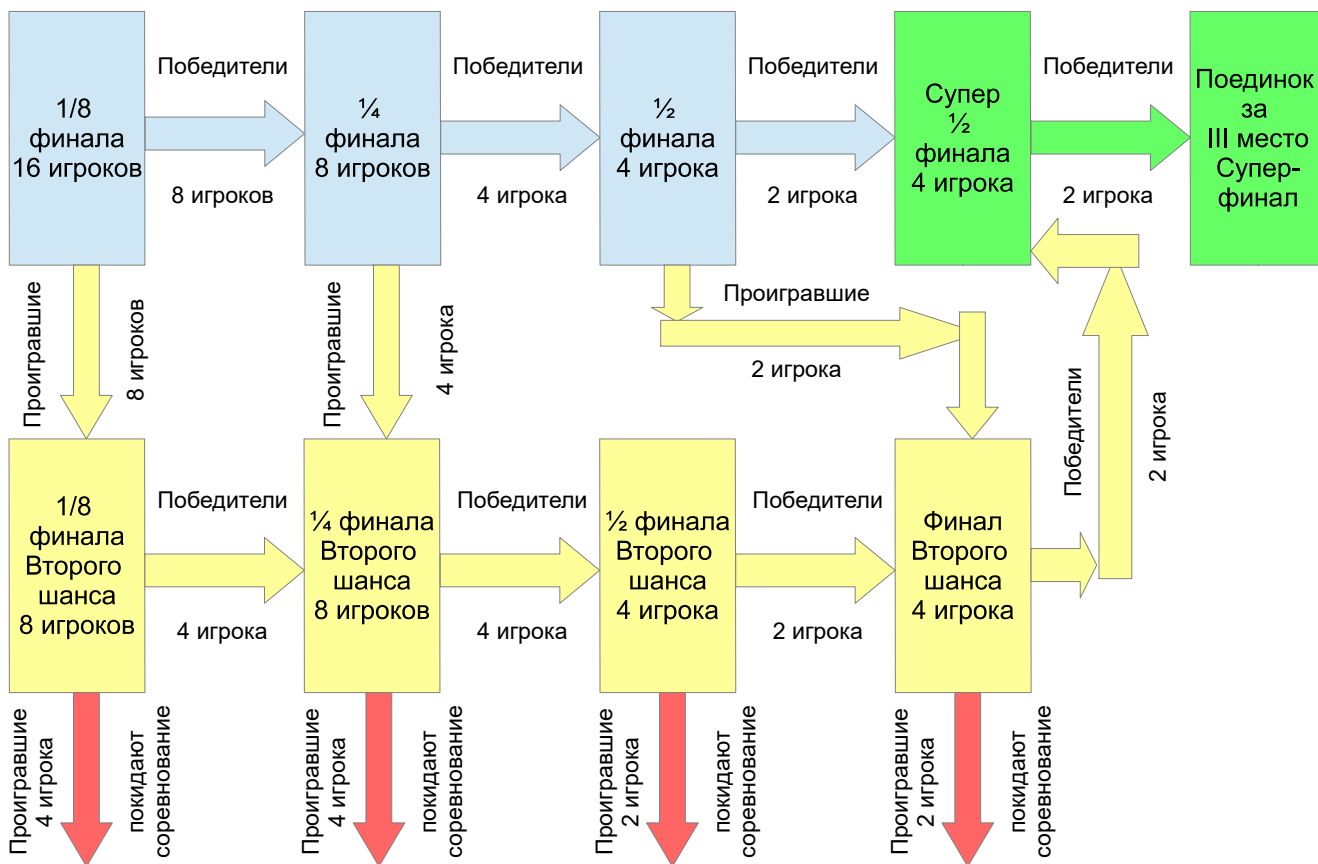 1/8
финала
16 игроков
Победители
8 игроков
¼
финала
8 игроков
Победители
4 игрока
½
финала
4 игрока
Победители
2 игрока
Супер
½
финала
4 игрока
Победители
2 игрока
Поединок
за
III место
Супер-
финал
Проигравшие
8 игроков
Проигравшие
4 игрока
Проигравшие
2 игрока
Победители
2 игрока
1/8
финала
Второго
шанса
8 игроков
Победители
4 игрока
¼ финала
Второго
шанса
8 игроков
Победители
4 игрока
½ финала
Второго
шанса
4 игрока
Победители
2 игрока
Финал
Второго
шанса
4 игрока
Проигравшие
4 игрока
покидают
соревнование
Проигравшие
4 игрока
покидают
соревнование
Проигравшие
2 игрока
покидают
соревнование
Проигравшие
2 игрока
покидают
соревнование